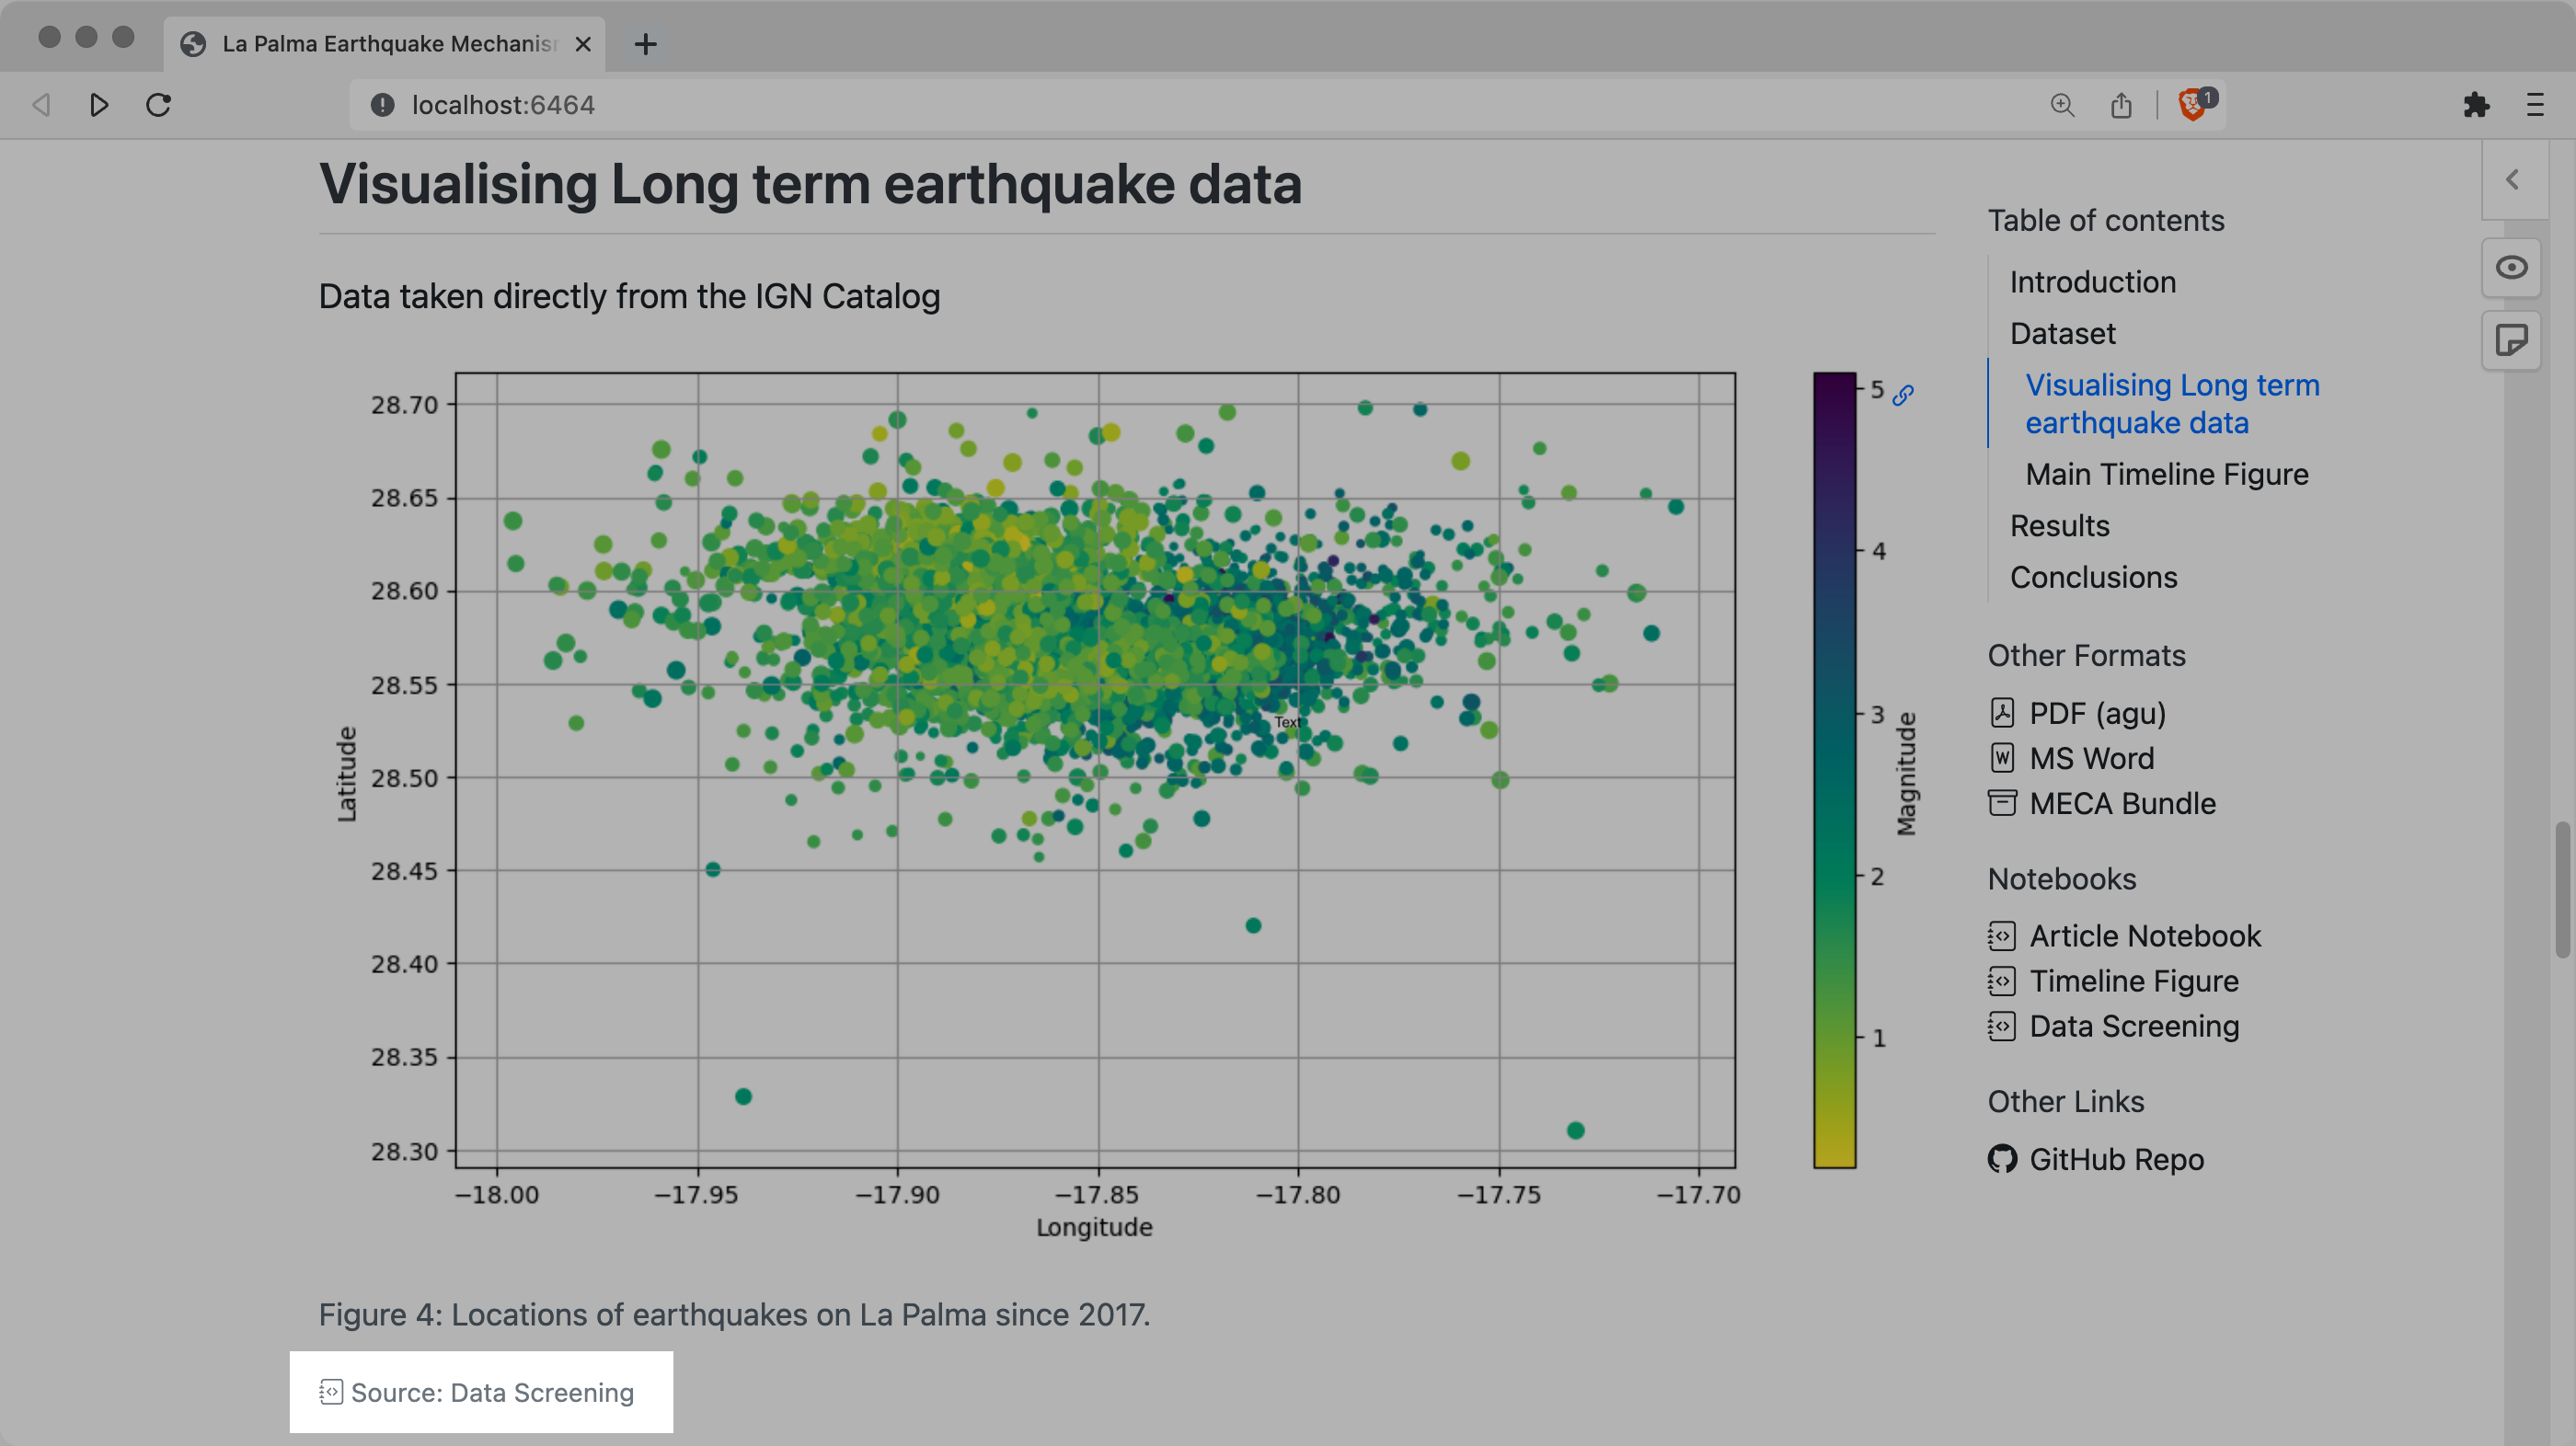 La Palma Earthquake Mechanis
localhost:6464
1
Visualising Long term earthquake data
Data taken directly from the IGN Catalog
28.70
28.65
28.60
28.55
28.50
28.45
28.40
28.35
28.30
Latitude
Text
−18.00
−17.95
−17.90
−17.85
−17.80
−17.75
−17.70
Longitude
5
4
3
2
1
Magnitude
Figure 4: Locations of earthquakes on La Palma since 2017.
Source: Data Screening
Table of contents
Introduction
Dataset
Visualising Long term
earthquake data
Main Timeline Figure
Results
Conclusions
Other Formats
PDF (agu)
MS Word
MECA Bundle
Notebooks
Article Notebook
Timeline Figure
Data Screening
Other Links
GitHub Repo